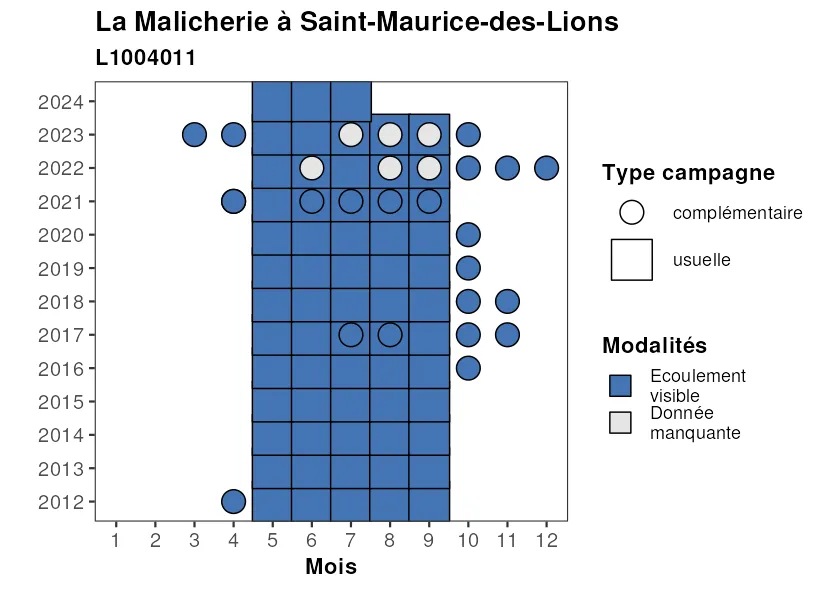 La Malicherie à Saint-Maurice-des-Lions
L1004011
2024
2023
2022
2021
2020
2019
2018
2017
2016
2015
2014
2013
2012
1 2 3 4 5 6 7 8 9 10 11 12
Mois
Type campagne
complémentaire
usuelle
Modalités
Ecoulement
visible
Donnée
manquante